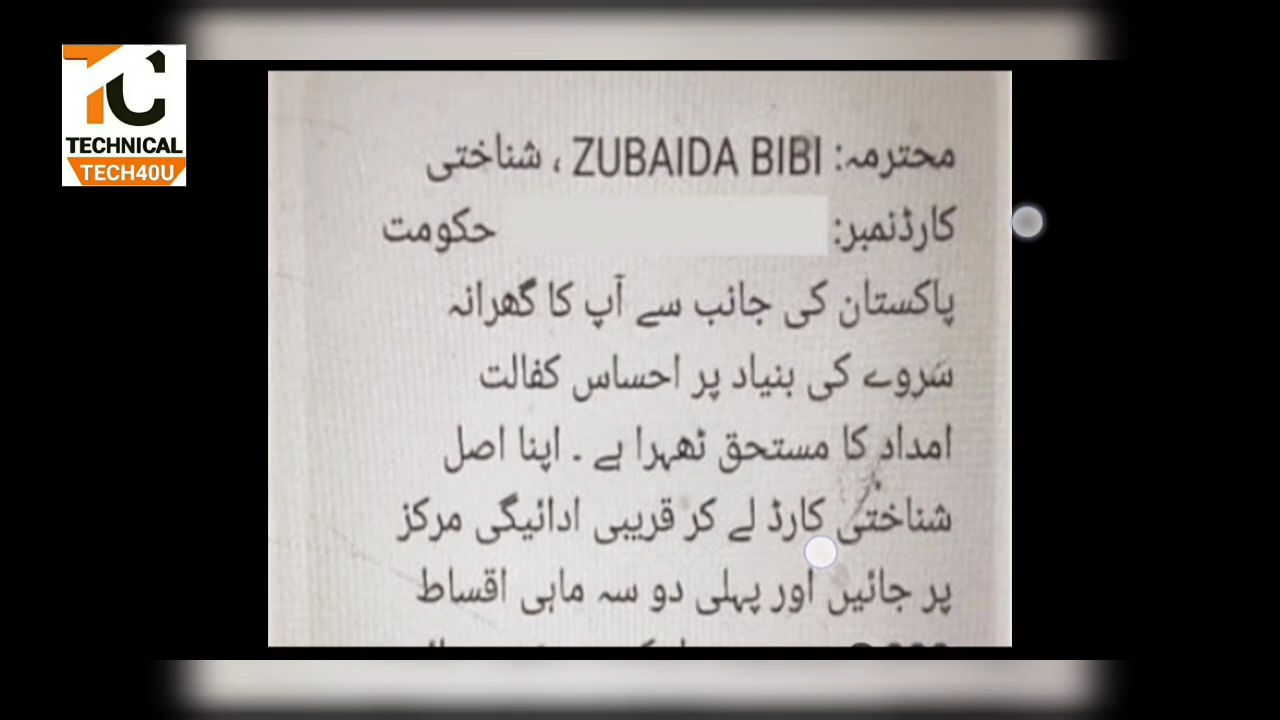 TC
TECHNICAL
TECH40U
محترمہ: ZUBAIDA BIBI ، شناختی
کارڈنمبر: حکومت
پاکستان کی جانب سے آپ کا گھرانہ
سروے کی بنیاد پر احساس کفالت
امداد کا مستحق ٹھہرا ہے ۔ اپنا اصل
شناختی کارڈ لے کر قریبی ادائیگی مرکز
پر جائیں اور پہلی دو سہ ماہی اقساط